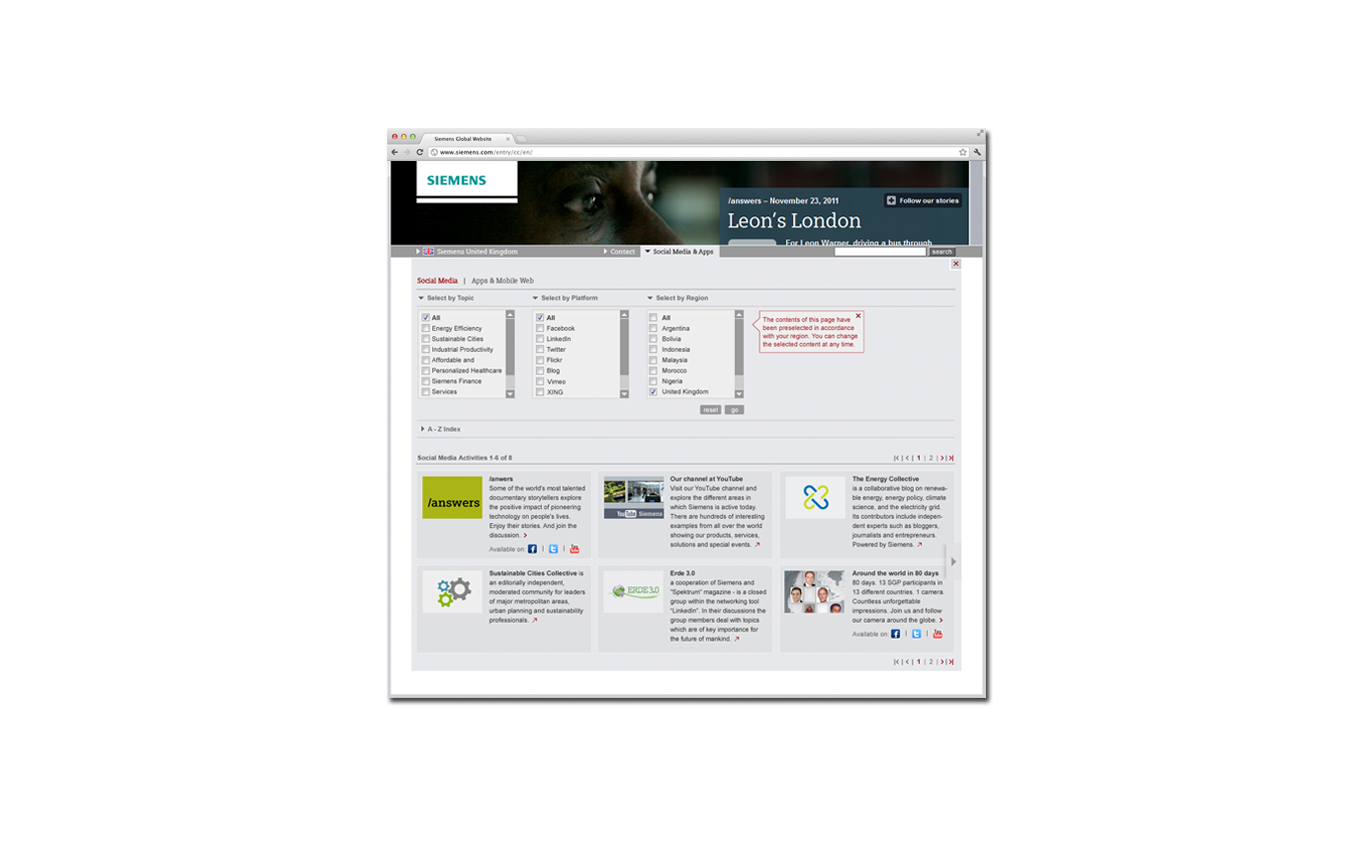 Siemens Global Website
www.siemens.com/entry/cc/en/
SIEMENS
/answers – November 23, 2011
Follow our stories
Leon's London
For Leon Warner, driving a bus through
Siemens United Kingdom
Contact
Social Media & Apps
search
Social Media | Apps & Mobile Web
Select by Topic
All
Energy Efficiency
Sustainable Cities
Industrial Productivity
Affordable and
Personalized Healthcare
Siemens Finance
Services
Select by Platform
All
Facebook
LinkedIn
Twitter
Flickr
Blog
Vimeo
XING
Select by Region
All
Argentina
Bolivia
Indonesia
Malaysia
Morocco
Nigeria
United Kingdom
The contents of this page have
been preselected in accordance
with your region. You can change
the selected content at any time.
reset
go
A - Z Index
Social Media Activities 1-6 of 8
1 | 2
/answers
/anwers
Some of the world's most talented
documentary storytellers explore
the positive impact of pioneering
technology on people's lives.
Enjoy their stories. And join the
discussion.
Available on:
You Tube
YouTube Siemens
Our channel at YouTube
Visit our YouTube channel and
explore the different areas in
which Siemens is active today.
There are hundreds of interesting
examples from all over the world
showing our products, services,
solutions and special events.
The Energy Collective
is a collaborative blog on renewa-
ble energy, energy policy, climate
science, and the electricity grid.
Its contributors include indepen-
dent experts such as bloggers,
journalists and entrepreneurs.
Powered by Siemens.
Sustainable Cities Collective is
an editorially independent,
moderated community for leaders
of major metropolitan areas,
urban planning and sustainability
professionals.
ERDE 3.0
Erde 3.0
a cooperation of Siemens and
"Spektrum" magazine - is a closed
group within the networking tool
"LinkedIn". In their discussions the
group members deal with topics
which are of key importance for
the future of mankind.
Around the world in 80 days
80 days. 13 SGP participants in
13 different countries. 1 camera.
Countless unforgettable
impressions. Join us and follow
our camera around the globe.
Available on:
You Tube
1 | 2